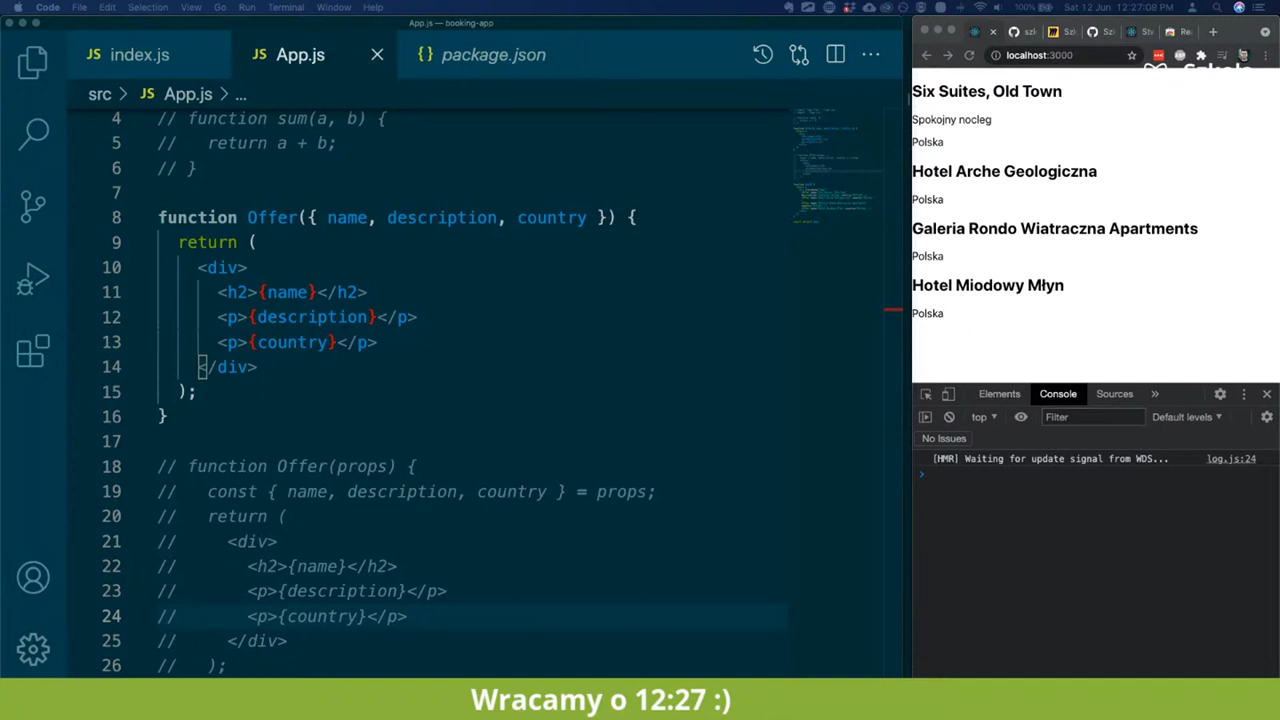 Code File Edit Selection View Go Run Terminal Window Help
100% Sat 12 Jun 12:27:08
App.js — booking-app
JS index.js
JS App.js
{} package.json
src > JS App.js > ...
4 // function sum(a, b) {
5 // return a + b;
6 // }
7
8 function Offer({ name, description, country }) {
9 return (
10 <div>
11 <h2>{name}</h2>
12 <p>{description}</p>
13 <p>{country}</p>
14 </div>
15 );
16 }
17
18 // function Offer(props) {
19 // const { name, description, country } = props;
20 // return (
21 // <div>
22 // <h2>{name}</h2>
23 // <p>{description}</p>
24 // <p>{country}</p>
25 // </div>
26 // );
localhost:3000
Six Suites, Old Town
Spokojny nocleg
Polska
Hotel Arche Geologiczna
Polska
Galeria Rondo Wiatraczna Apartments
Polska
Hotel Miodowy Młyn
Polska
Elements Console Sources »
top Filter Default levels
No Issues
[HMR] Waiting for update signal from WDS... log.js:24
Wracamy o 12:27 :)